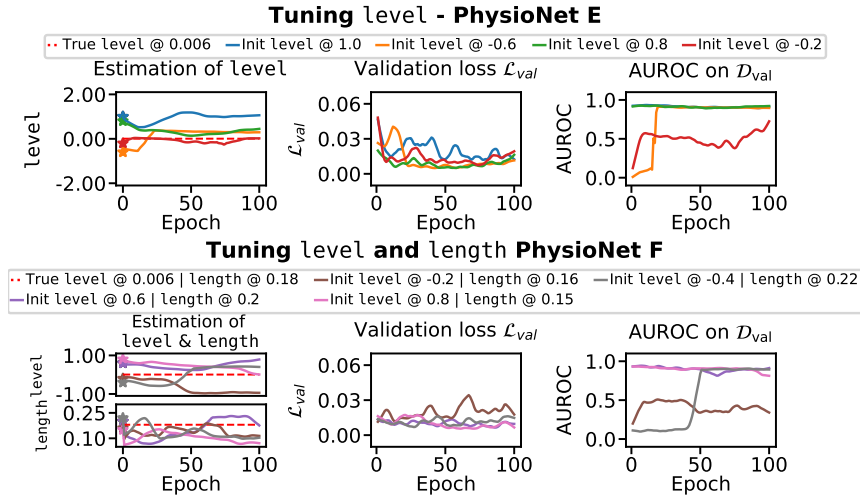 Tuning level - PhysioNet E
True level @ 0.006 Init level @ 1.0 Init level @ -0.6 Init level @ 0.8 Init level @ -0.2
Estimation of level
Validation loss ℒ_val
AUROC on 𝒟_val
level
2.00
0.00
-2.00
0 50 100
Epoch
ℒ_val
0.06
0.03
0.00
0 50 100
Epoch
AUROC
1.0
0.5
0.0
0 50 100
Epoch
Tuning level and length PhysioNet F
True level @ 0.006 | length @ 0.18 Init level @ -0.2 | length @ 0.16 Init level @ -0.4 | length @ 0.22
Init level @ 0.6 | length @ 0.2 Init level @ 0.8 | length @ 0.15
Estimation of
level & length
Validation loss ℒ_val
AUROC on 𝒟_val
level
1.00
-1.00
length
0.25
0.10
0 50 100
Epoch
ℒ_val
0.06
0.03
0.00
0 50 100
Epoch
AUROC
1.0
0.5
0.0
0 50 100
Epoch